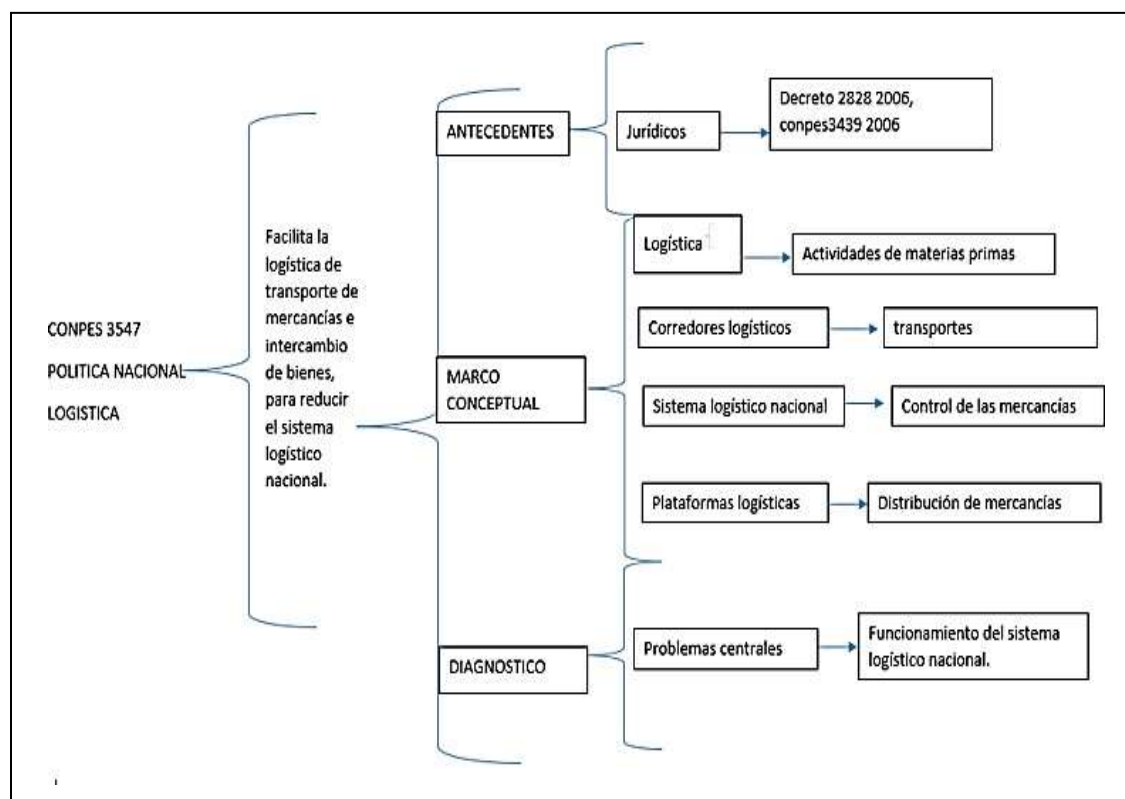 CONPES 3547
POLITICA NACIONAL
LOGISTICA
Facilita la
logística de
transporte de
mercancías e
intercambio
de bienes,
para reducir
el sistema
logístico
nacional.
ANTECEDENTES
Jurídicos
Decreto 2828 2006,
conpes3439 2006
MARCO
CONCEPTUAL
Logística
Actividades de materias primas
Corredores logísticos
transportes
Sistema logístico nacional
Control de las mercancías
Plataformas logísticas
Distribución de mercancías
DIAGNOSTICO
Problemas centrales
Funcionamiento del sistema
logístico nacional.